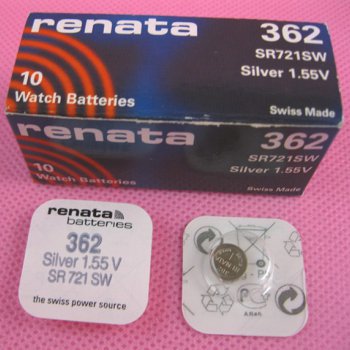 renata
362
SR721SW
Silver 1.55V
10
Watch Batteries
Swiss Made
renata
362
SR721SW
Silver 1.55V
10
Watch Batteries
Swiss Made
renata
batteries
362
Silver 1.55 V
SR 721 SW
the swiss power source